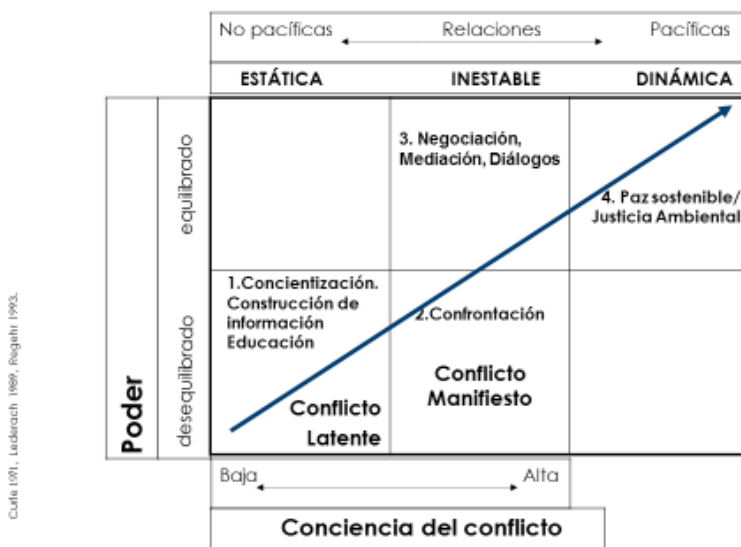 No pacíficas Relaciones Pacíficas
ESTÁTICA INESTABLE DINÁMICA
Poder
equilibrado
desequilibrado
3. Negociación,
Mediación, Diálogos
4. Paz sostenible/
Justicia Ambiental
1.Concientización.
Construcción de
información
Educación
2.Confrontación
Conflicto
Latente
Conflicto
Manifiesto
Baja Alta
Conciencia del conflicto
Curle 1971, Lederach 1989, Regehr 1993.